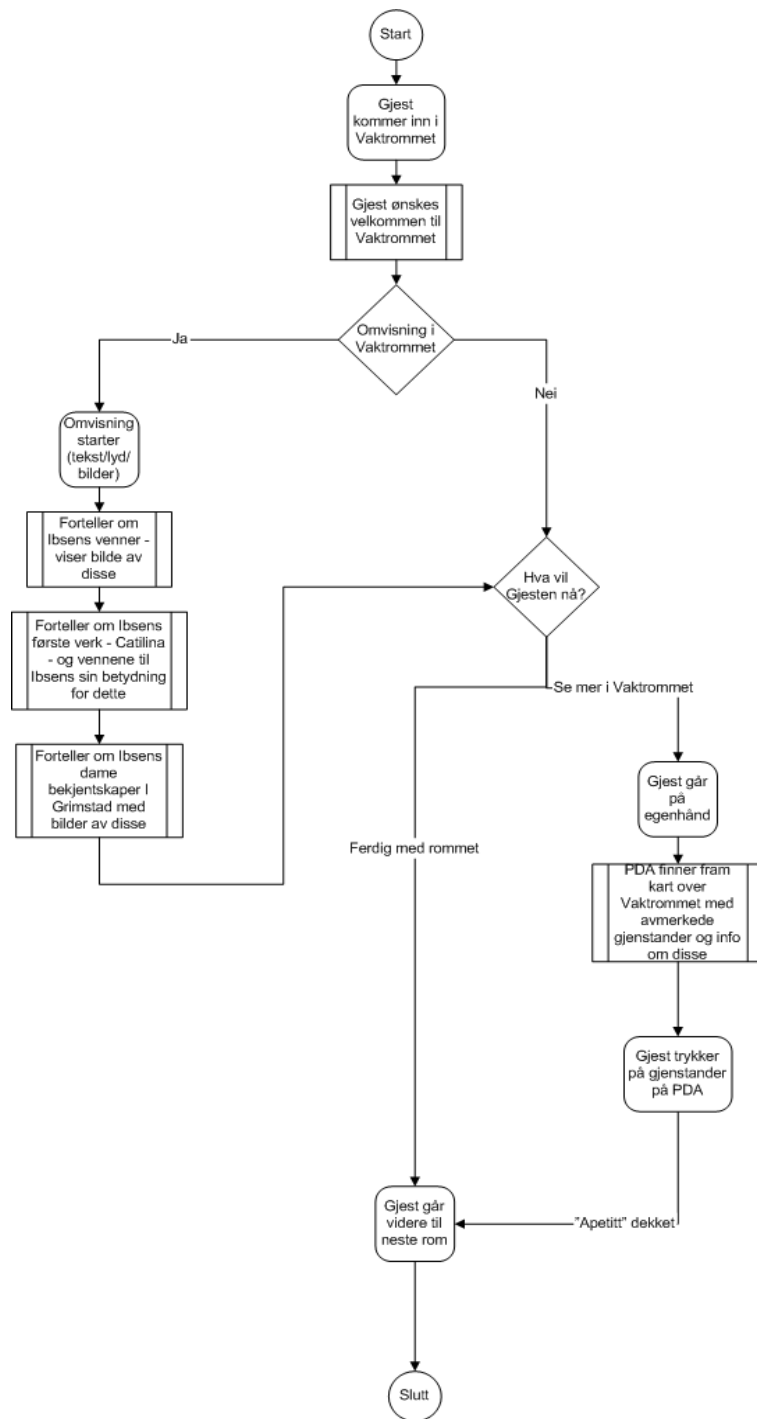 Start
Gjest
kommer inn i
Vaktrommet
Gjest ønskes
velkommen til
Vaktrommet
Omvisning i
Vaktrommet
Ja
Nei
Omvisning
starter
(tekst/lyd/
bilder)
Forteller om
Ibsens venner -
viser bilde av
disse
Forteller om Ibsens
første verk - Catilina
- og vennene til
Ibsens sin betydning
for dette
Forteller om Ibsens
dame
bekjentskaper I
Grimstad med
bilder av disse
Hva vil
Gjesten nå?
Se mer i Vaktrommet
Ferdig med rommet
Gjest går
på
egenhånd
PDA finner fram
kart over
Vaktrommet med
avmerkede
gjenstander og info
om disse
Gjest trykker
på gjenstander
på PDA
"Apetitt" dekket
Gjest går
videre til
neste rom
Slutt